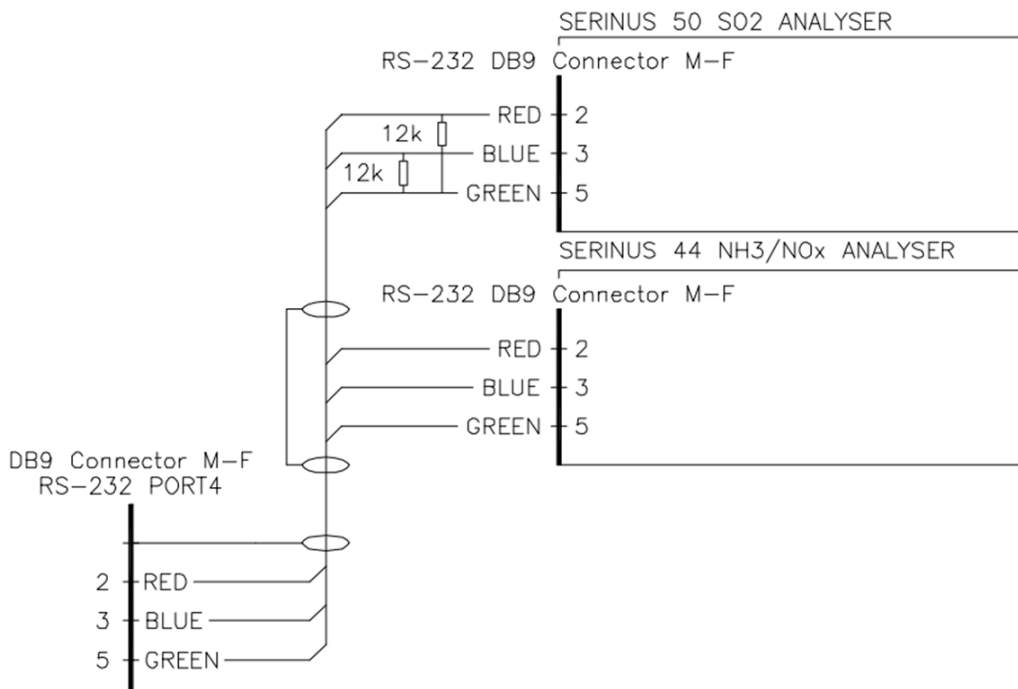 SERINUS 50 SO2 ANALYSER
RS-232 DB9 Connector M-F
RED 2
12k
BLUE 3
12k
GREEN 5
SERINUS 44 NH3/NOx ANALYSER
RS-232 DB9 Connector M-F
RED 2
BLUE 3
GREEN 5
DB9 Connector M-F
RS-232 PORT4
2 RED
3 BLUE
5 GREEN